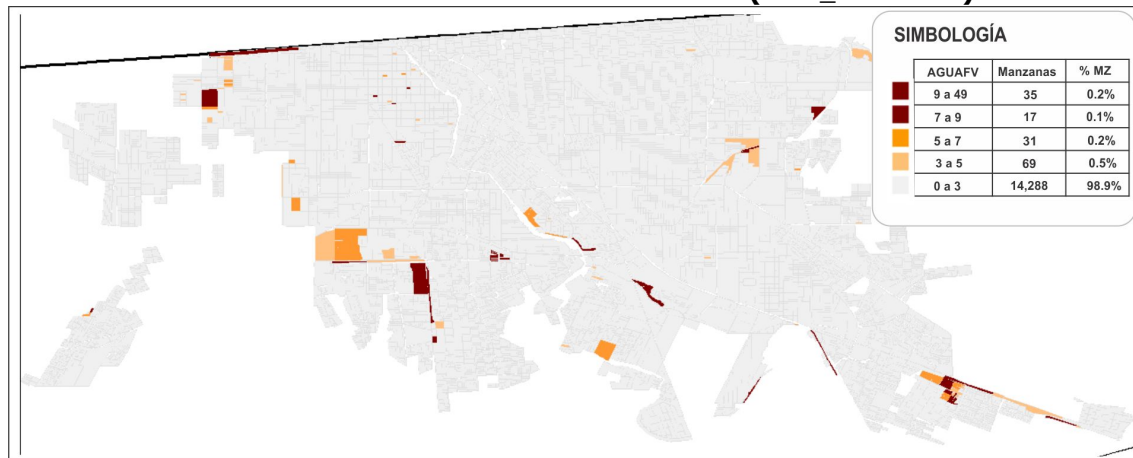 SIMBOLOGÍA
AGUAFV Manzanas % MZ
9 a 49 35 0.2%
7 a 9 17 0.1%
5 a 7 31 0.2%
3 a 5 69 0.5%
0 a 3 14,288 98.9%